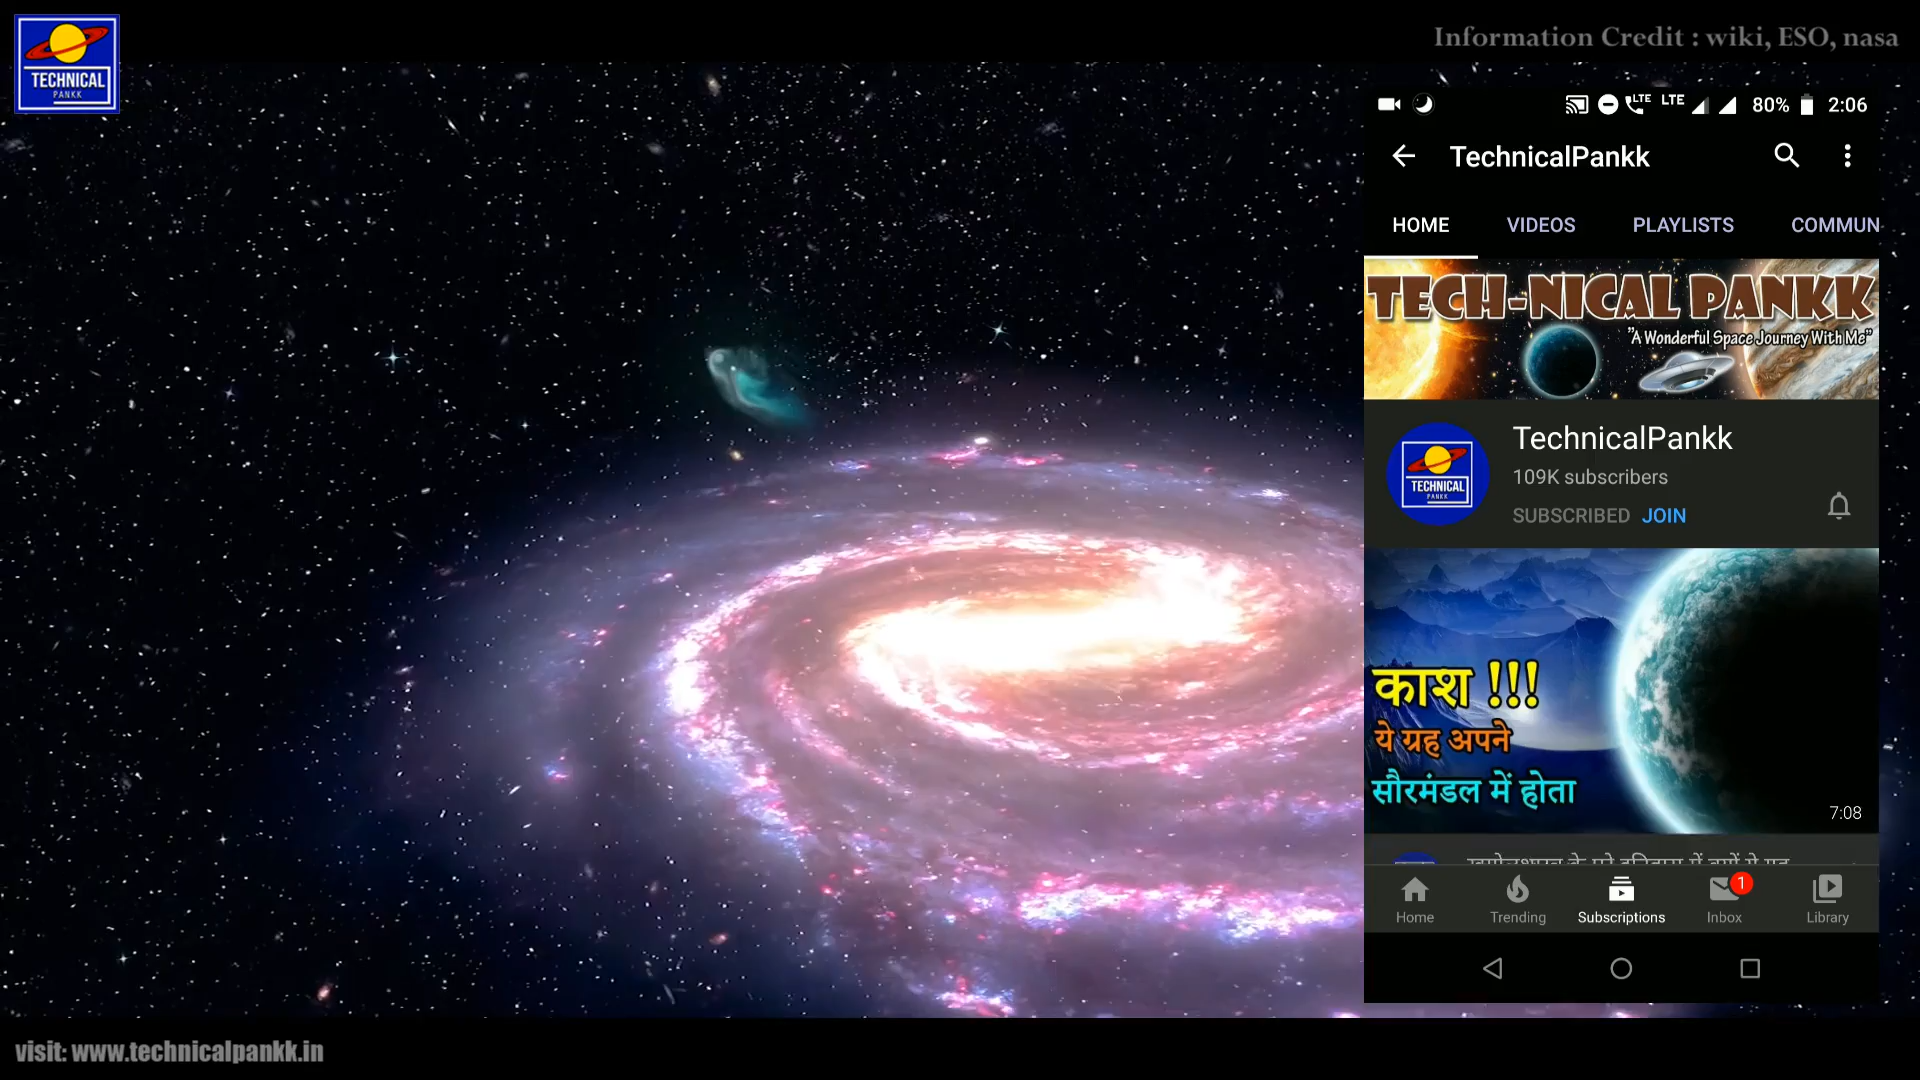 TECHNICAL
PANKK
Information Credit : wiki, ESO, nasa
LTE LTE 80% 2:06
TechnicalPankk
HOME VIDEOS PLAYLISTS COMMUN
TECH-NICAL PANKK
"A Wonderful Space Journey With Me"
TechnicalPankk
109K subscribers
SUBSCRIBED JOIN
TECHNICAL
PANKK
काश !!!
ये ग्रह अपने
सौरमंडल में होता
7:08
1
Home Trending Subscriptions Inbox Library
visit: www.technicalpankk.in